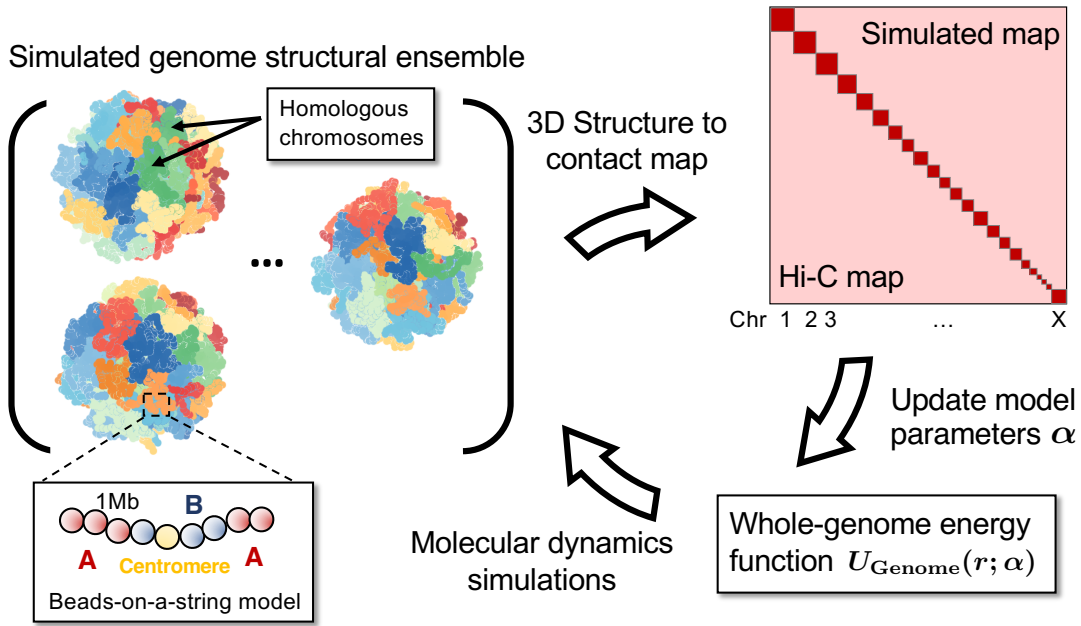 Simulated genome structural ensemble
Homologous
chromosomes
...
1Mb
B
A
Centromere
A
Beads-on-a-string model
3D Structure to
contact map
Simulated map
Hi-C map
Chr 1 2 3 … X
Update model
parameters α
Whole-genome energy
function U_Genome(r; α)
Molecular dynamics
simulations